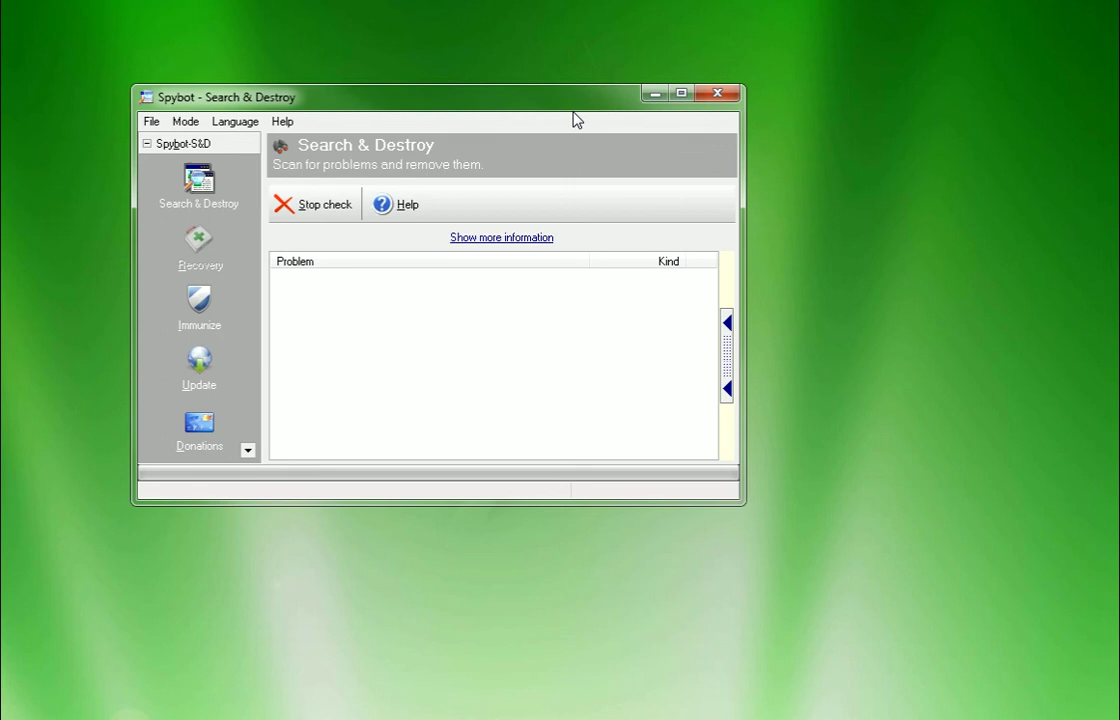 Spybot - Search & Destroy
File Mode Language Help
Spybot-S&D
Search & Destroy
Scan for problems and remove them.
Search & Destroy
Stop check Help
Show more information
Recovery
Problem Kind
Immunize
Update
Donations